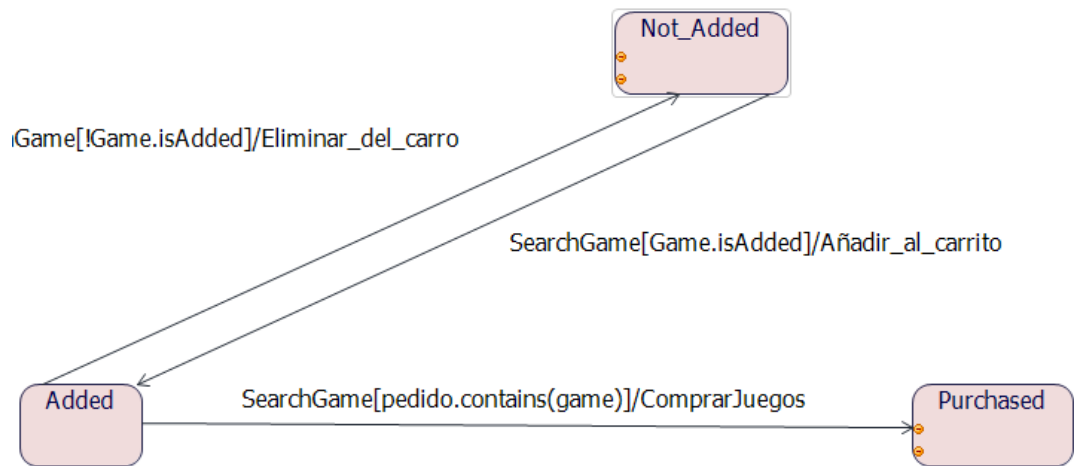 Not_Added
Game[!Game.isAdded]/Eliminar_del_carro
SearchGame[Game.isAdded]/Añadir_al_carrito
Added
SearchGame[pedido.contains(game)]/ComprarJuegos
Purchased